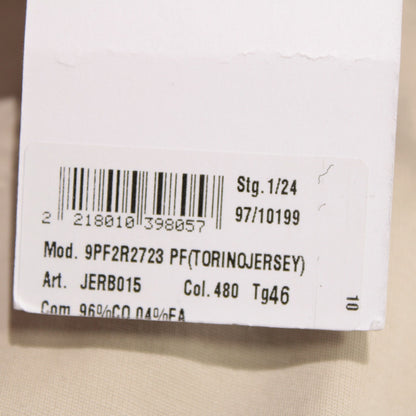 Stg. 1/24
2 218010 398057
97/10199
Mod. 9PF2R2723 PF(TORINOJERSEY)
Art. JERB015 Col. 480 Tg46
Com 96%CO 04%EA
10